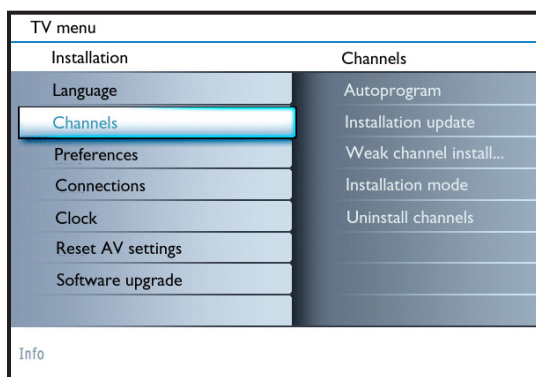 TV menu
Installation
Channels
Language
Channels
Preferences
Connections
Clock
Reset AV settings
Software upgrade
Autoprogram
Installation update
Weak channel install...
Installation mode
Uninstall channels
Info